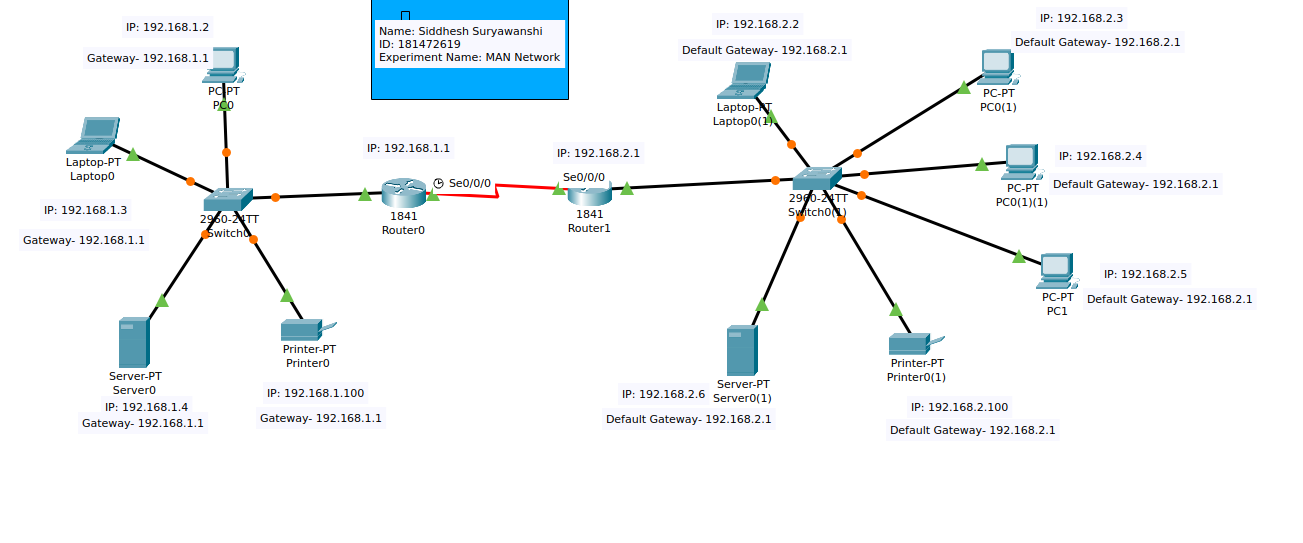 Name: Siddhesh Suryawanshi
ID: 181472619
Experiment Name: MAN Network
IP: 192.168.1.2
Gateway- 192.168.1.1
PC-PT
PC0
Laptop-PT
Laptop0
IP: 192.168.1.3
Gateway- 192.168.1.1
2960-24TT
Switch0
Server-PT
Server0
IP: 192.168.1.4
Gateway- 192.168.1.1
Printer-PT
Printer0
IP: 192.168.1.100
Gateway- 192.168.1.1
IP: 192.168.1.1
Se0/0/0
1841
Router0
IP: 192.168.2.1
Se0/0/0
1841
Router1
IP: 192.168.2.2
Default Gateway- 192.168.2.1
Laptop-PT
Laptop0(1)
2960-24TT
Switch0(1)
IP: 192.168.2.3
Default Gateway- 192.168.2.1
PC-PT
PC0(1)
IP: 192.168.2.4
Default Gateway- 192.168.2.1
PC-PT
PC0(1)(1)
IP: 192.168.2.5
Default Gateway- 192.168.2.1
PC-PT
PC1
Server-PT
Server0(1)
IP: 192.168.2.6
Default Gateway- 192.168.2.1
Printer-PT
Printer0(1)
IP: 192.168.2.100
Default Gateway- 192.168.2.1